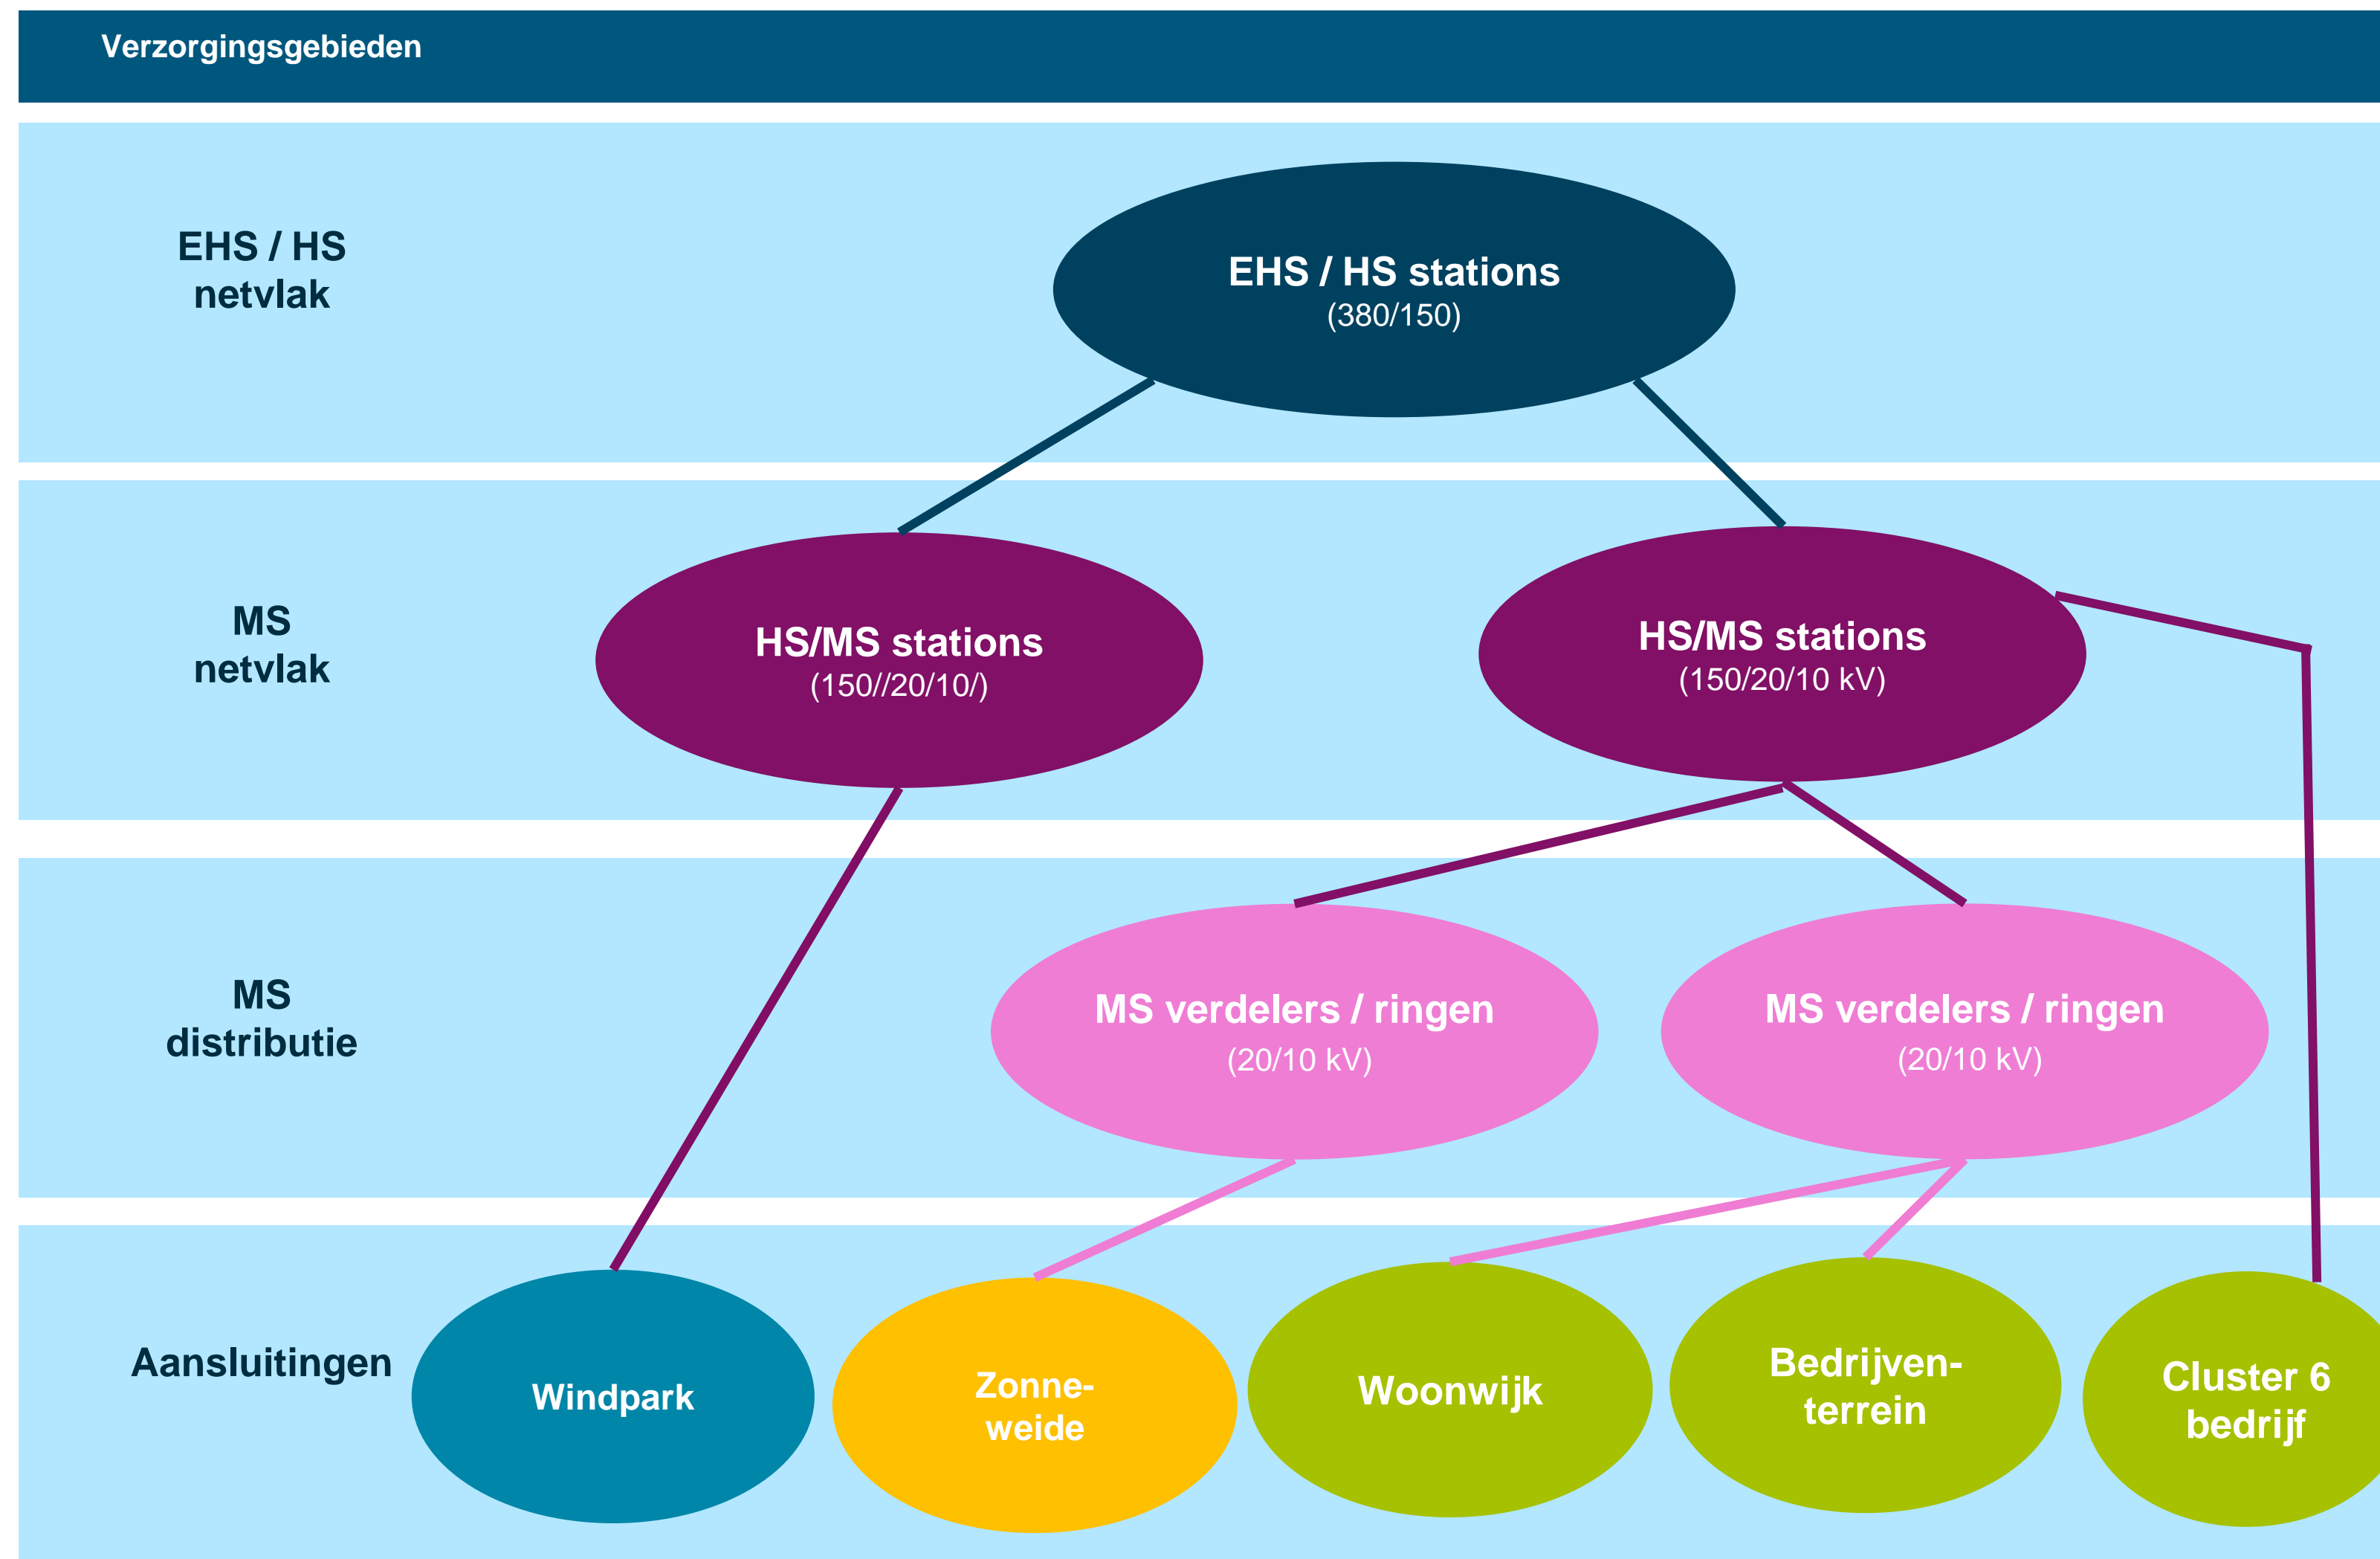 Verzorgingsgebieden
EHS / HS
netvlak
EHS / HS stations
(380/150)
MS
netvlak
HS/MS stations
(150//20/10/)
HS/MS stations
(150/20/10 kV)
MS
distributie
MS verdelers / ringen
(20/10 kV)
MS verdelers / ringen
(20/10 kV)
Aansluitingen
Windpark
Zonne-
weide
Woonwijk
Bedrijven-
terrein
Cluster 6
bedrijf